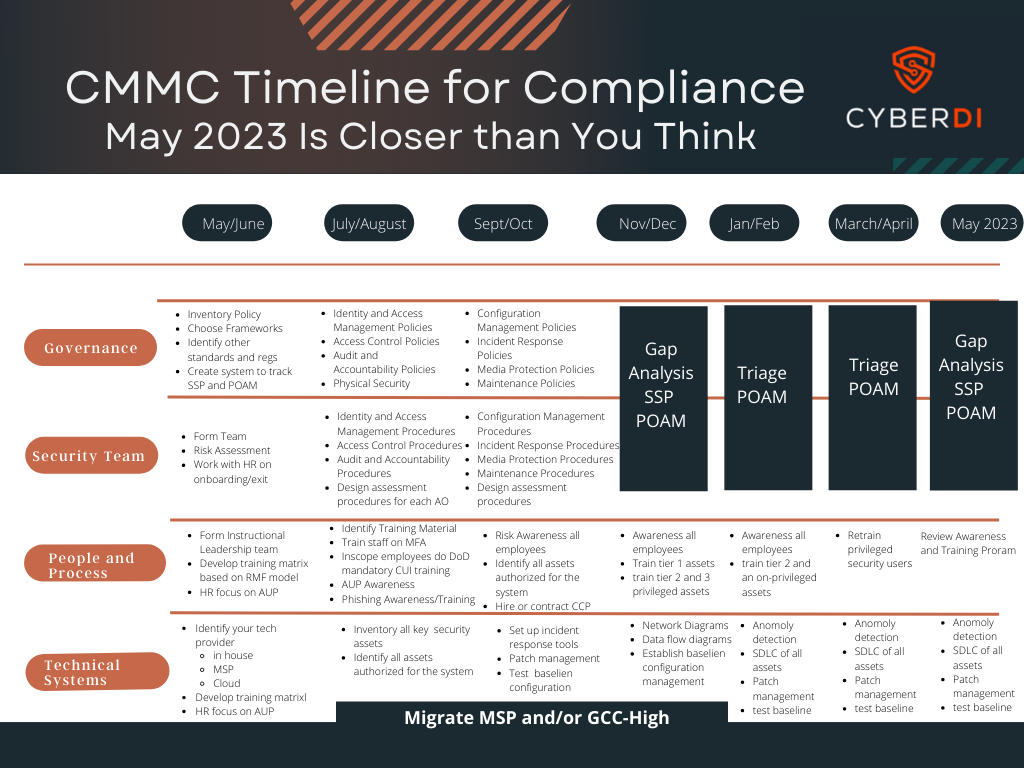 CMMC Timeline for Compliance
May 2023 Is Closer than You Think
CYBERDI
May/June
July/August
Sept/Oct
Nov/Dec
Jan/Feb
March/April
May 2023
Governance
Inventory Policy
Choose Frameworks
Identify other
standards and regs
Create system to track
SSP and POAM
Identity and Access
Management Policies
Access Control Policies
Audit and
Accountability Policies
Physical Security
Configuration
Management Policies
Incident Response
Policies
Media Protection Policies
Maintenance Policies
Gap
Analysis
SSP
POAM
Triage
POAM
Triage
POAM
Gap
Analysis
SSP
POAM
Security Team
Form Team
Risk Assessment
Work with HR on
onboarding/exit
Identity and Access
Management Procedures
Access Control Procedures
Audit and Accountability
Procedures
Design assessment
procedures for each AO
Configuration Management
Procedures
Incident Response Procedures
Media Protection Procedures
Maintenance Procedures
Design assessment
procedures
People and
Process
Form Instructional
Leadership team
Develop training matrix
based on RMF model
HR focus on AUP
Identify Training Material
Train staff on MFA
Inscope employees do DoD
mandatory CUI training
AUP Awareness
Phishing Awareness/Training
Risk Awareness all
employees
Identify all assets
authorized for the
system
Hire or contract CCP
Awareness all
employees
Train tier 1 assets
train tier 2 and 3
privileged assets
Awareness all
employees
train tier 2 and
an on-privileged
assets
Retrain
privileged
security users
Review Awareness
and Training Proram
Technical
Systems
Identify your tech
provider
in house
MSP
Cloud
Develop training matrixl
HR focus on AUP
Inventory all key security
assets
Identify all assets
authorized for the system
Set up incident
response tools
Patch management
Test baselien
configuration
Network Diagrams
Data flow diagrams
Establish baselien
configuration
management
Anomoly
detection
SDLC of all
assets
Patch
management
test baseline
Anomoly
detection
SDLC of all
assets
Patch
management
test baseline
Anomoly
detection
SDLC of all
assets
Patch
management
test baseline
Migrate MSP and/or GCC-High